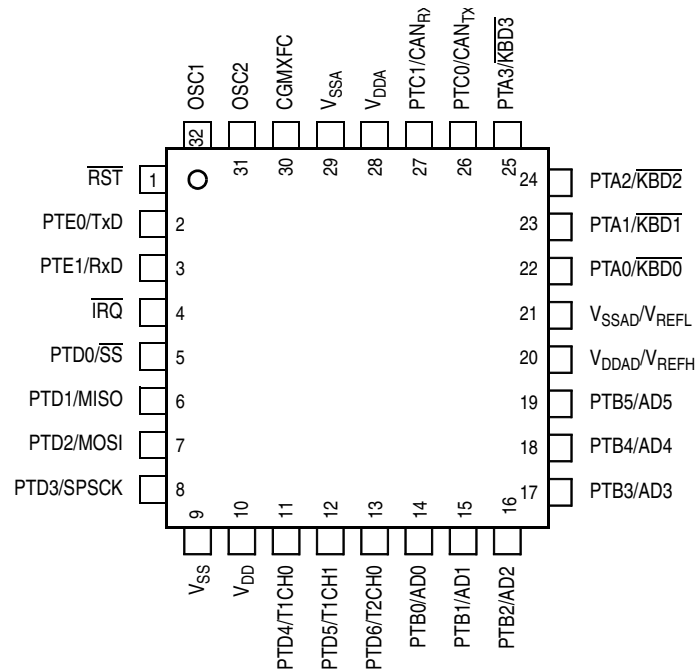 OSC1
OSC2
CGMXFC
VSSA
VDDA
PTC1/CANRX
PTC0/CANTX
PTA3/KBD3
32
31
30
29
28
27
26
25
RST
1
PTE0/TxD
2
PTE1/RxD
3
IRQ
4
PTD0/SS
5
PTD1/MISO
6
PTD2/MOSI
7
PTD3/SPSCK
8
24
PTA2/KBD2
23
PTA1/KBD1
22
PTA0/KBD0
21
VSSAD/VREFL
20
VDDAD/VREFH
19
PTB5/AD5
18
PTB4/AD4
17
PTB3/AD3
9
10
11
12
13
14
15
16
VSS
VDD
PTD4/T1CH0
PTD5/T1CH1
PTD6/T2CH0
PTB0/AD0
PTB1/AD1
PTB2/AD2